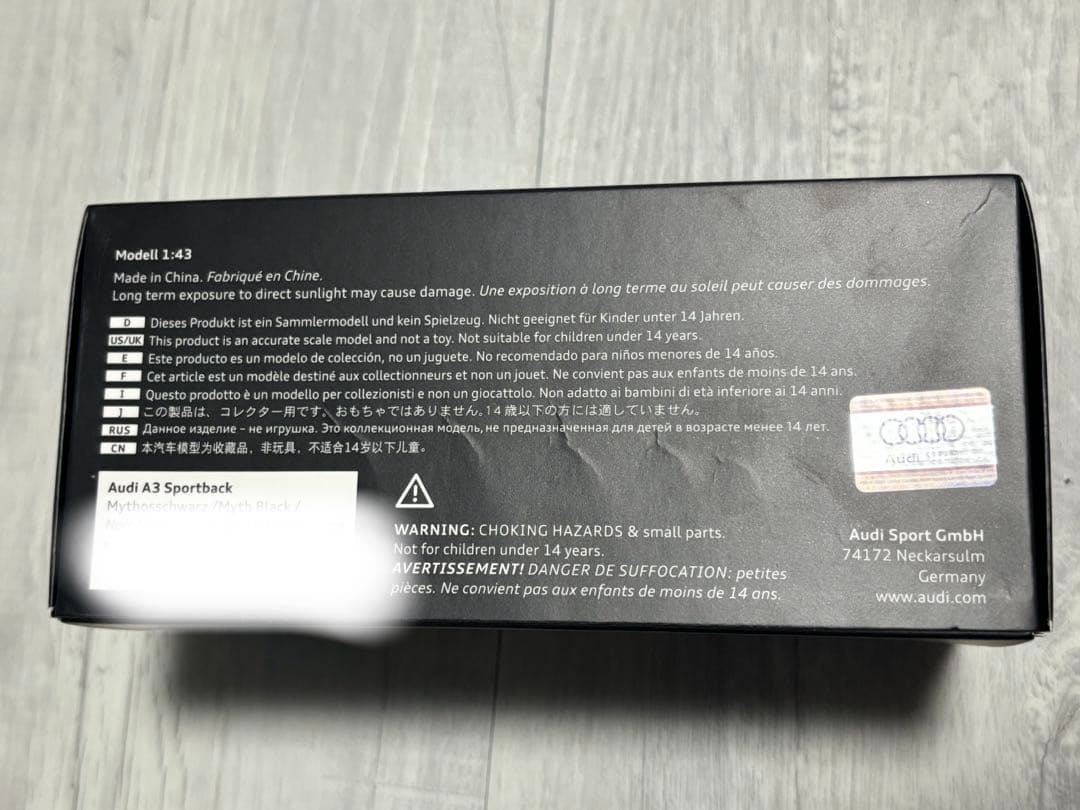 Modell 1:43
Made in China. Fabriqué en Chine.
Long term exposure to direct sunlight may cause damage. Une exposition à long terme au soleil peut causer des dommages.
D Dieses Produkt ist ein Sammlermodell und kein Spielzeug. Nicht geeignet für Kinder unter 14 Jahren.
US/UK This product is an accurate scale model and not a toy. Not suitable for children under 14 years.
E Este producto es un modelo de colección, no un juguete. No recomendado para niños menores de 14 años.
F Cet article est un modèle destiné aux collectionneurs et non un jouet. Ne convient pas aux enfants de moins de 14 ans.
I Questo prodotto è un modello per collezionisti e non un giocattolo. Non adatto ai bambini di età inferiore ai 14 anni.
J この製品は、コレクター用です。おもちゃではありません。14歳以下の方には適していません。
RUS Данное изделие – не игрушка. Это коллекционная модель, не предназначенная для детей в возрасте менее 14 лет.
CN 本汽车模型为收藏品，非玩具，不适合14岁以下儿童。
Audi A3 Sportback
Mythosschwarz /Myth Black /
WARNING: CHOKING HAZARDS & small parts.
Not for children under 14 years.
AVERTISSEMENT! DANGER DE SUFFOCATION: petites
pièces. Ne convient pas aux enfants de moins de 14 ans.
Audi
Audi Sport GmbH
74172 Neckarsulm
Germany
www.audi.com